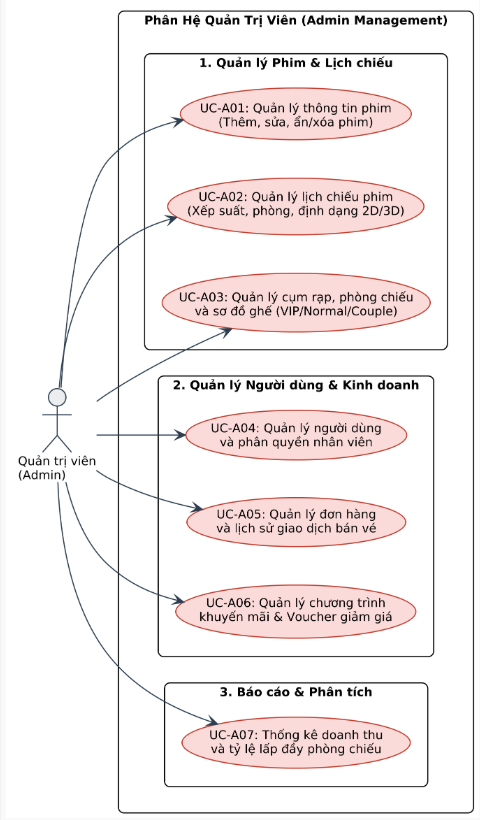 Phân Hệ Quản Trị Viên (Admin Management)
1. Quản lý Phim & Lịch chiếu
UC-A01: Quản lý thông tin phim
(Thêm, sửa, ẩn/xóa phim)
UC-A02: Quản lý lịch chiếu phim
(Xếp suất, phòng, định dạng 2D/3D)
UC-A03: Quản lý cụm rạp, phòng chiếu
và sơ đồ ghế (VIP/Normal/Couple)
2. Quản lý Người dùng & Kinh doanh
UC-A04: Quản lý người dùng
và phân quyền nhân viên
Quản trị viên
(Admin)
UC-A05: Quản lý đơn hàng
và lịch sử giao dịch bán vé
UC-A06: Quản lý chương trình
khuyến mãi & Voucher giảm giá
3. Báo cáo & Phân tích
UC-A07: Thống kê doanh thu
và tỷ lệ lấp đầy phòng chiếu